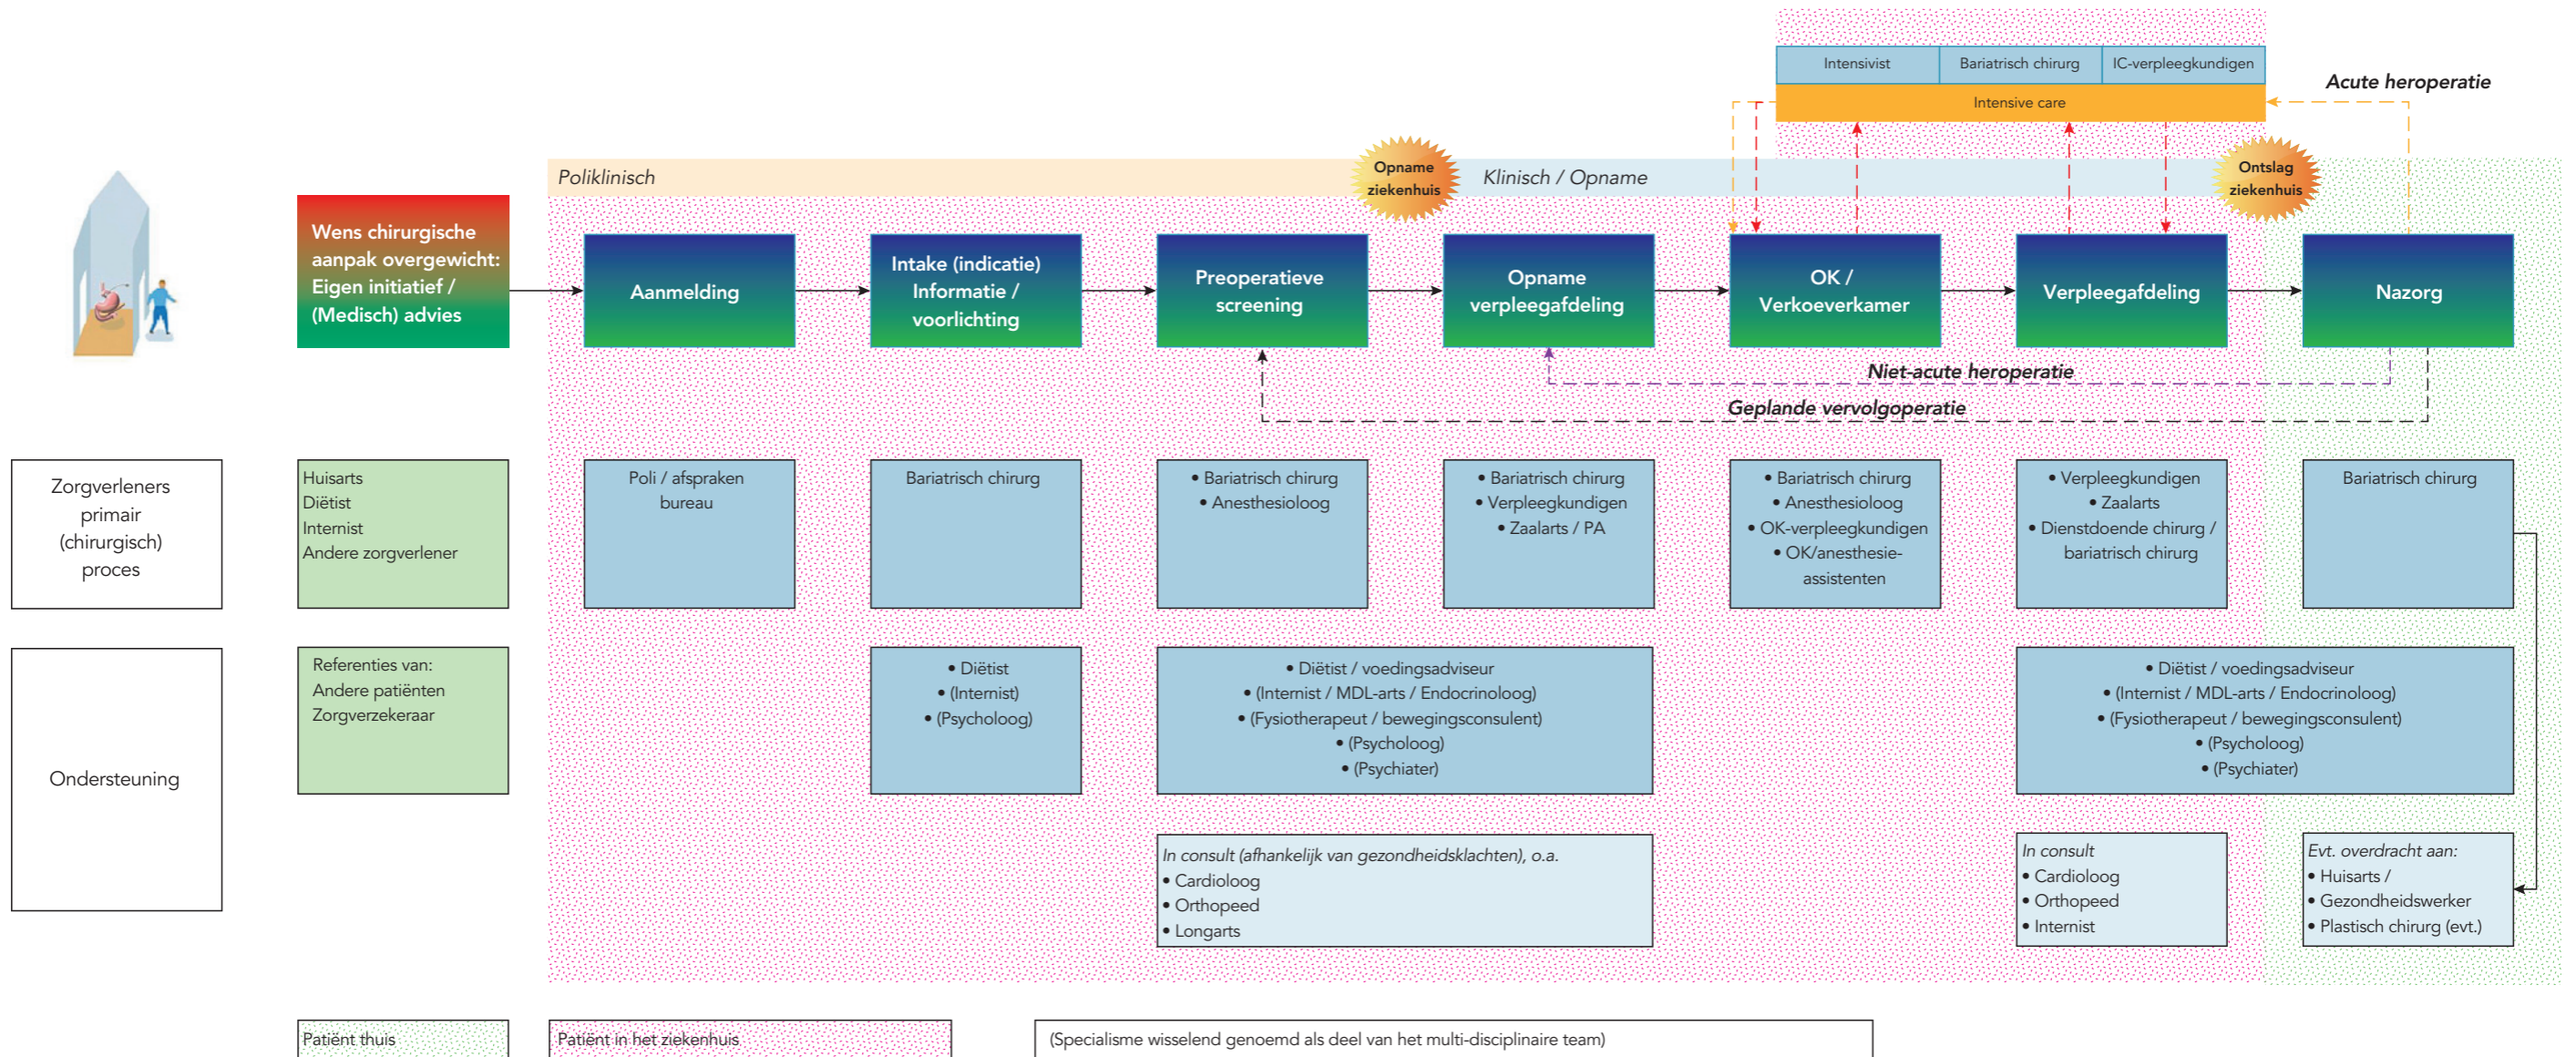 Intensivist
Bariatrisch chirurg
IC-verpleegkundigen
Intensive care
Acute heroperatie
Poliklinisch
Opname
ziekenhuis
Klinisch / Opname
Ontslag
ziekenhuis
Wens chirurgische
aanpak overgewicht:
Eigen initiatief /
(Medisch) advies
Aanmelding
Intake (indicatie)
Informatie /
voorlichting
Preoperatieve
screening
Opname
verpleegafdeling
OK /
Verkoeverkamer
Verpleegafdeling
Nazorg
Niet-acute heroperatie
Geplande vervolgoperatie
Zorgverleners
primair
(chirurgisch)
proces
Huisarts
Diëtist
Internist
Andere zorgverlener
Poli / afspraken
bureau
Bariatrisch chirurg
• Bariatrisch chirurg
• Anesthesioloog
• Bariatrisch chirurg
• Verpleegkundigen
• Zaalarts / PA
• Bariatrisch chirurg
• Anesthesioloog
• OK-verpleegkundigen
• OK/anesthesie-
assistenten
• Verpleegkundigen
• Zaalarts
• Dienstdoende chirurg /
bariatrisch chirurg
Bariatrisch chirurg
Ondersteuning
Referenties van:
Andere patiënten
Zorgverzekeraar
• Diëtist
• (Internist)
• (Psycholoog)
• Diëtist / voedingsadviseur
• (Internist / MDL-arts / Endocrinoloog)
• (Fysiotherapeut / bewegingsconsulent)
• (Psycholoog)
• (Psychiater)
• Diëtist / voedingsadviseur
• (Internist / MDL-arts / Endocrinoloog)
• (Fysiotherapeut / bewegingsconsulent)
• (Psycholoog)
• (Psychiater)
In consult (afhankelijk van gezondheidsklachten), o.a.
• Cardioloog
• Orthopeed
• Longarts
In consult
• Cardioloog
• Orthopeed
• Internist
Evt. overdracht aan:
• Huisarts /
• Gezondheidswerker
• Plastisch chirurg (evt.)
Patiënt thuis
Patiënt in het ziekenhuis
(Specialisme wisselend genoemd als deel van het multi-disciplinaire team)